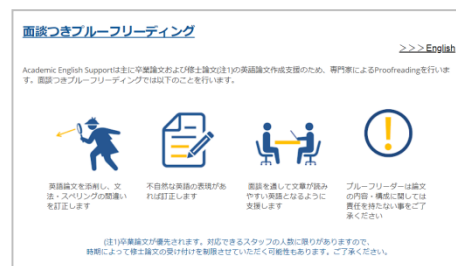 面談つきプルーフリーディング
>>>English
Academic English Supportは主に卒業論文および修士論文(注1)の英語論文作成支援のため、専門家によるProofreadingを行いま
す。面談つきプルーフリーディングでは以下のことを行います。
英語論文を添削し、文
法・スペリングの間違い
を訂正します
不自然な英語の表現があ
れば訂正します
面談を通して文章が読み
やすい英語となるように
支援します
プルーフリーダーは論文
の内容・構成に関しては
責任を持たない事をご了
承ください
(注1)卒業論文が優先されます。対応できるスタッフの人数に限りがありますので、
時期によって修士論文の受け付けを制限させていただく可能性もあります。ご了承ください。